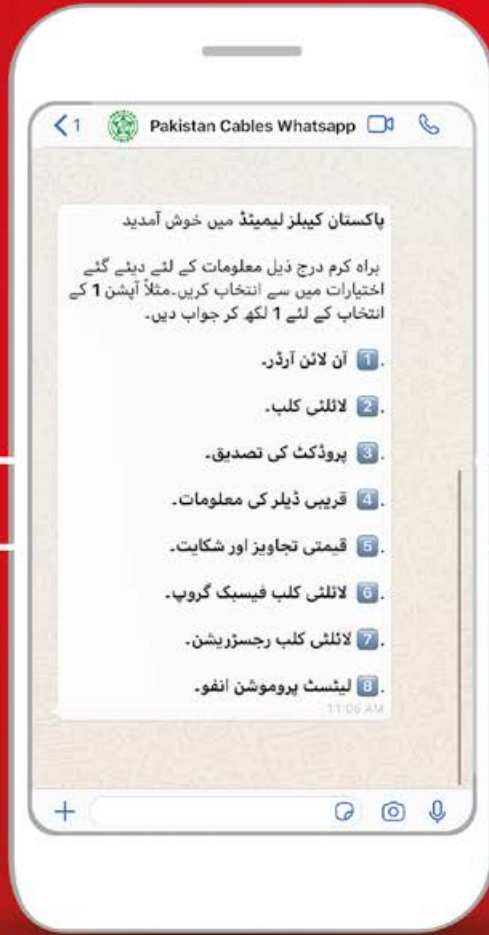 1 Pakistan Cables Whatsapp
پاکستان کیبلز لیمیٹڈ میں خوش آمدید
براہ کرم درج ذیل معلومات کے لئے دیئے گئے
اختیارات میں سے انتخاب کریں۔مثلاً آپشن 1 کے
انتخاب کے لئے 1 لکھ کر جواب دیں۔
.1 آن لائن آرڈر۔
.2 لائلٹی کلب۔
.3 پروڈکٹ کی تصدیق۔
.4 قریبی ڈیلر کی معلومات۔
.5 قیمتی تجاویز اور شکایت۔
.6 لائلٹی کلب فیسبک گروپ۔
.7 لائلٹی کلب رجسڑریشن۔
.8 لیٹسٹ پروموشن انفو۔
11:06 AM